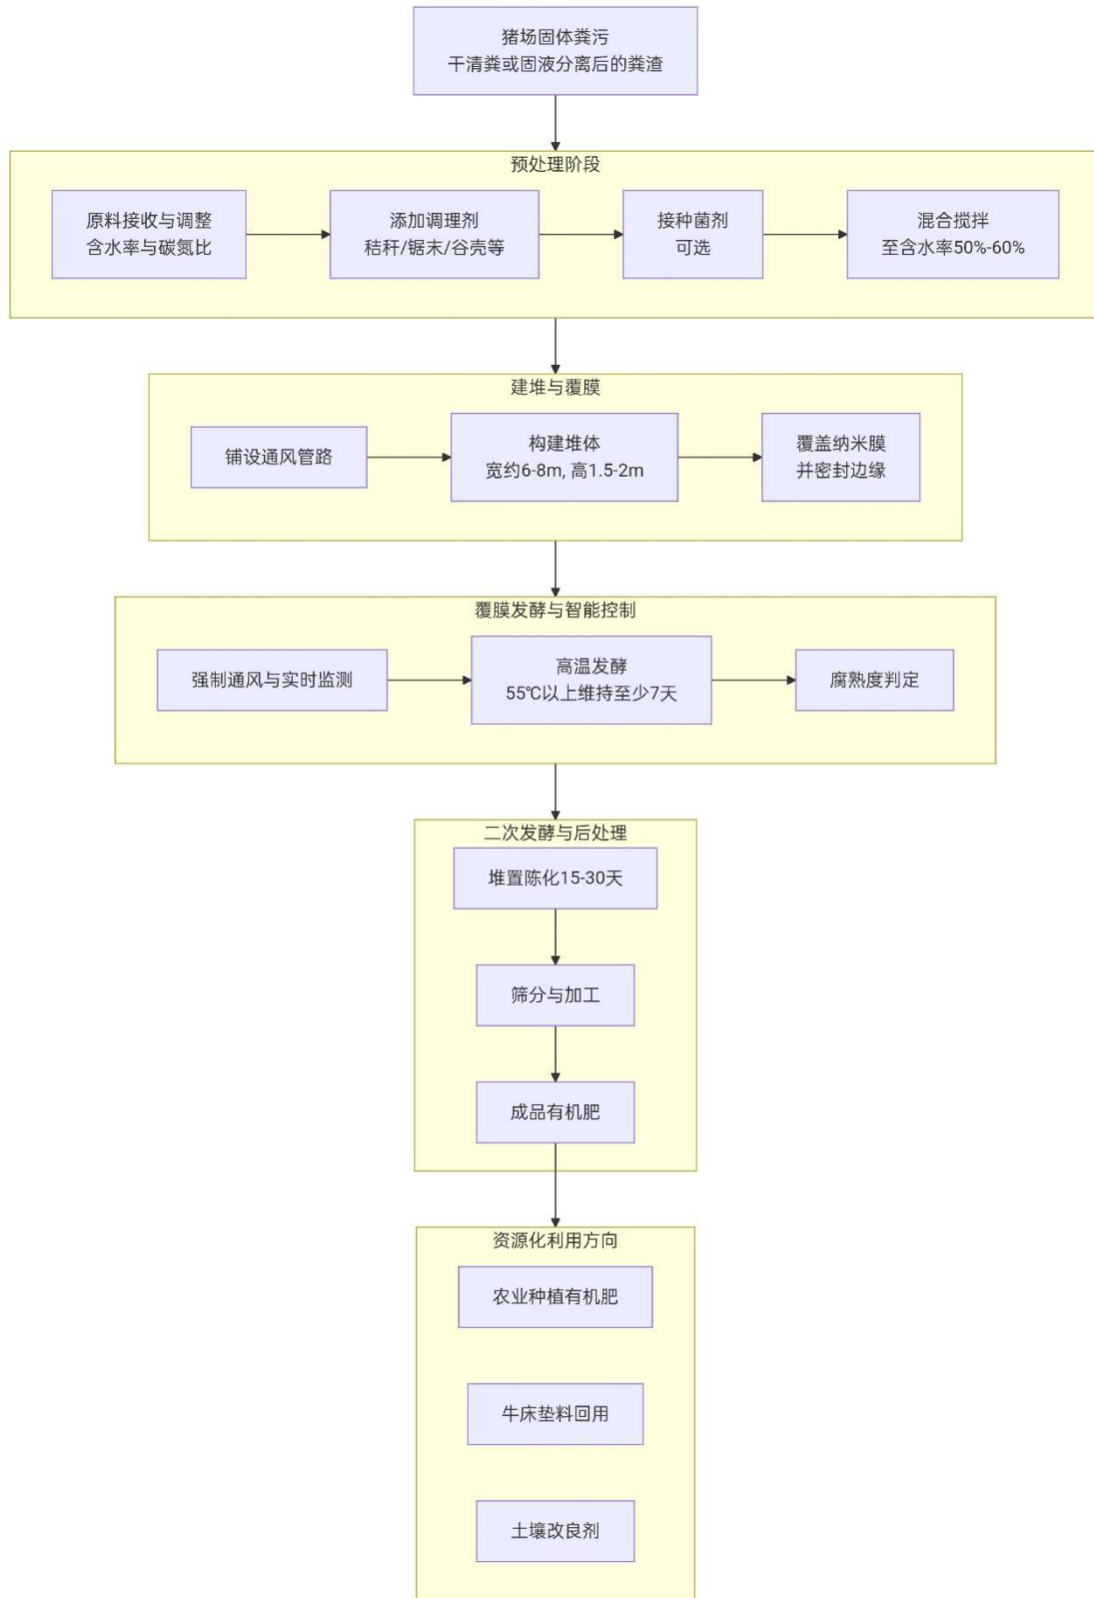 猪场固体粪污
干清粪或固液分离后的粪渣
预处理阶段
原料接收与调整
含水率与碳氮比
添加调理剂
秸秆/锯末/谷壳等
接种菌剂
可选
混合搅拌
至含水率50%-60%
建堆与覆膜
铺设通风管路
构建堆体
宽约6-8m, 高1.5-2m
覆盖纳米膜
并密封边缘
覆膜发酵与智能控制
强制通风与实时监测
高温发酵
55℃以上维持至少7天
腐熟度判定
二次发酵与后处理
堆置陈化15-30天
筛分与加工
成品有机肥
资源化利用方向
农业种植有机肥
牛床垫料回用
土壤改良剂